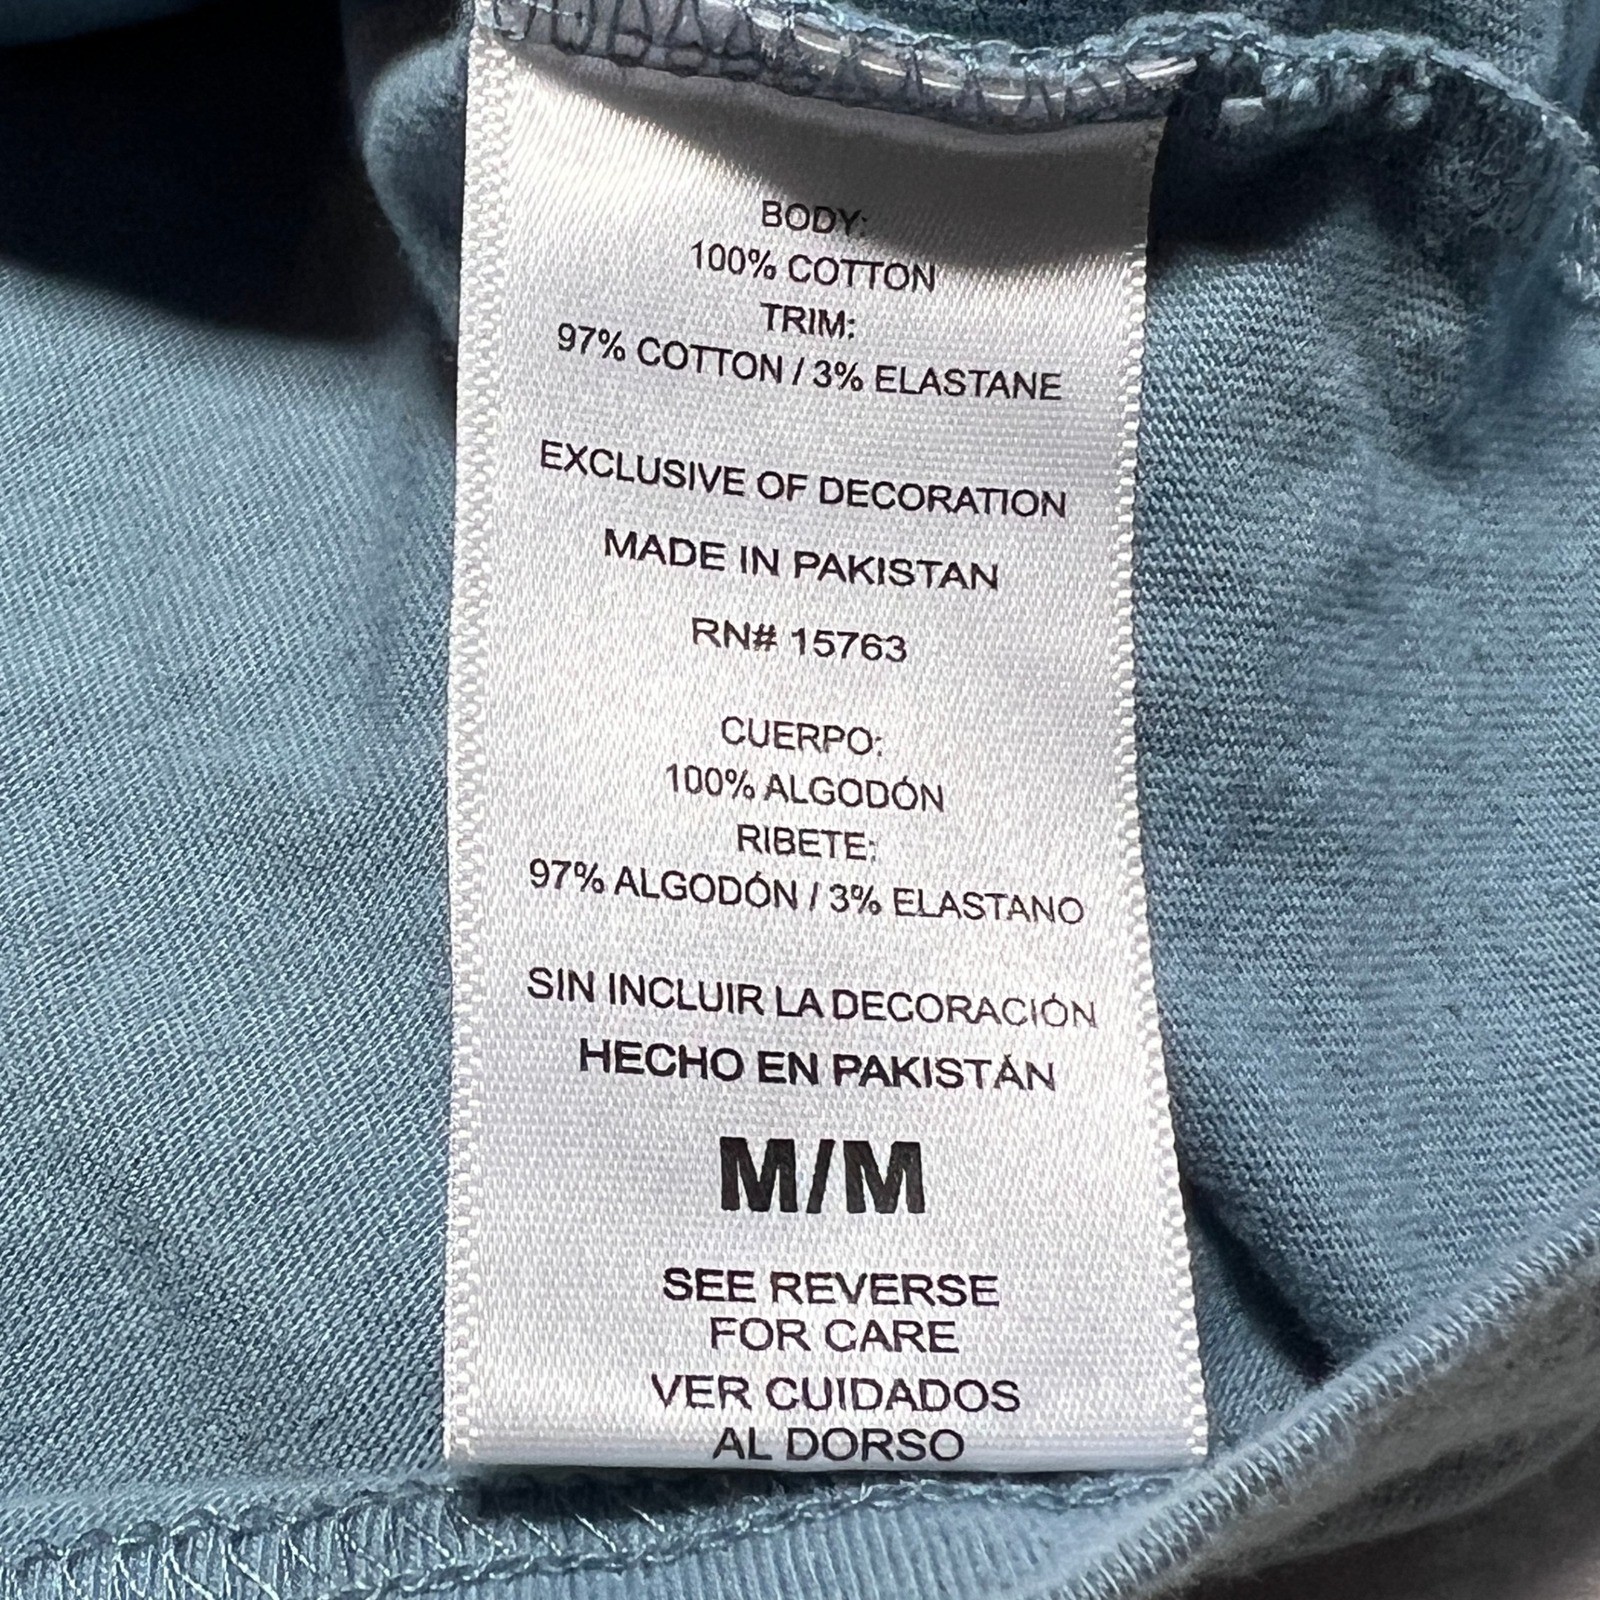 BODY:
100% COTTON
TRIM:
97% COTTON / 3% ELASTANE
EXCLUSIVE OF DECORATION
MADE IN PAKISTAN
RN# 15763
CUERPO:
100% ALGODÓN
RIBETE:
97% ALGODÓN / 3% ELASTANO
SIN INCLUIR LA DECORACIÓN
HECHO EN PAKISTÁN
M/M
SEE REVERSE
FOR CARE
VER CUIDADOS
AL DORSO